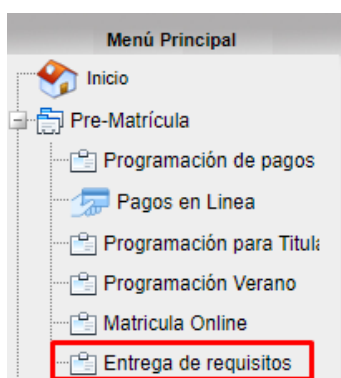 Menú Principal
Inicio
Pre-Matrícula
Programación de pagos
Pagos en Linea
Programación para Titula
Programación Verano
Matricula Online
Entrega de requisitos